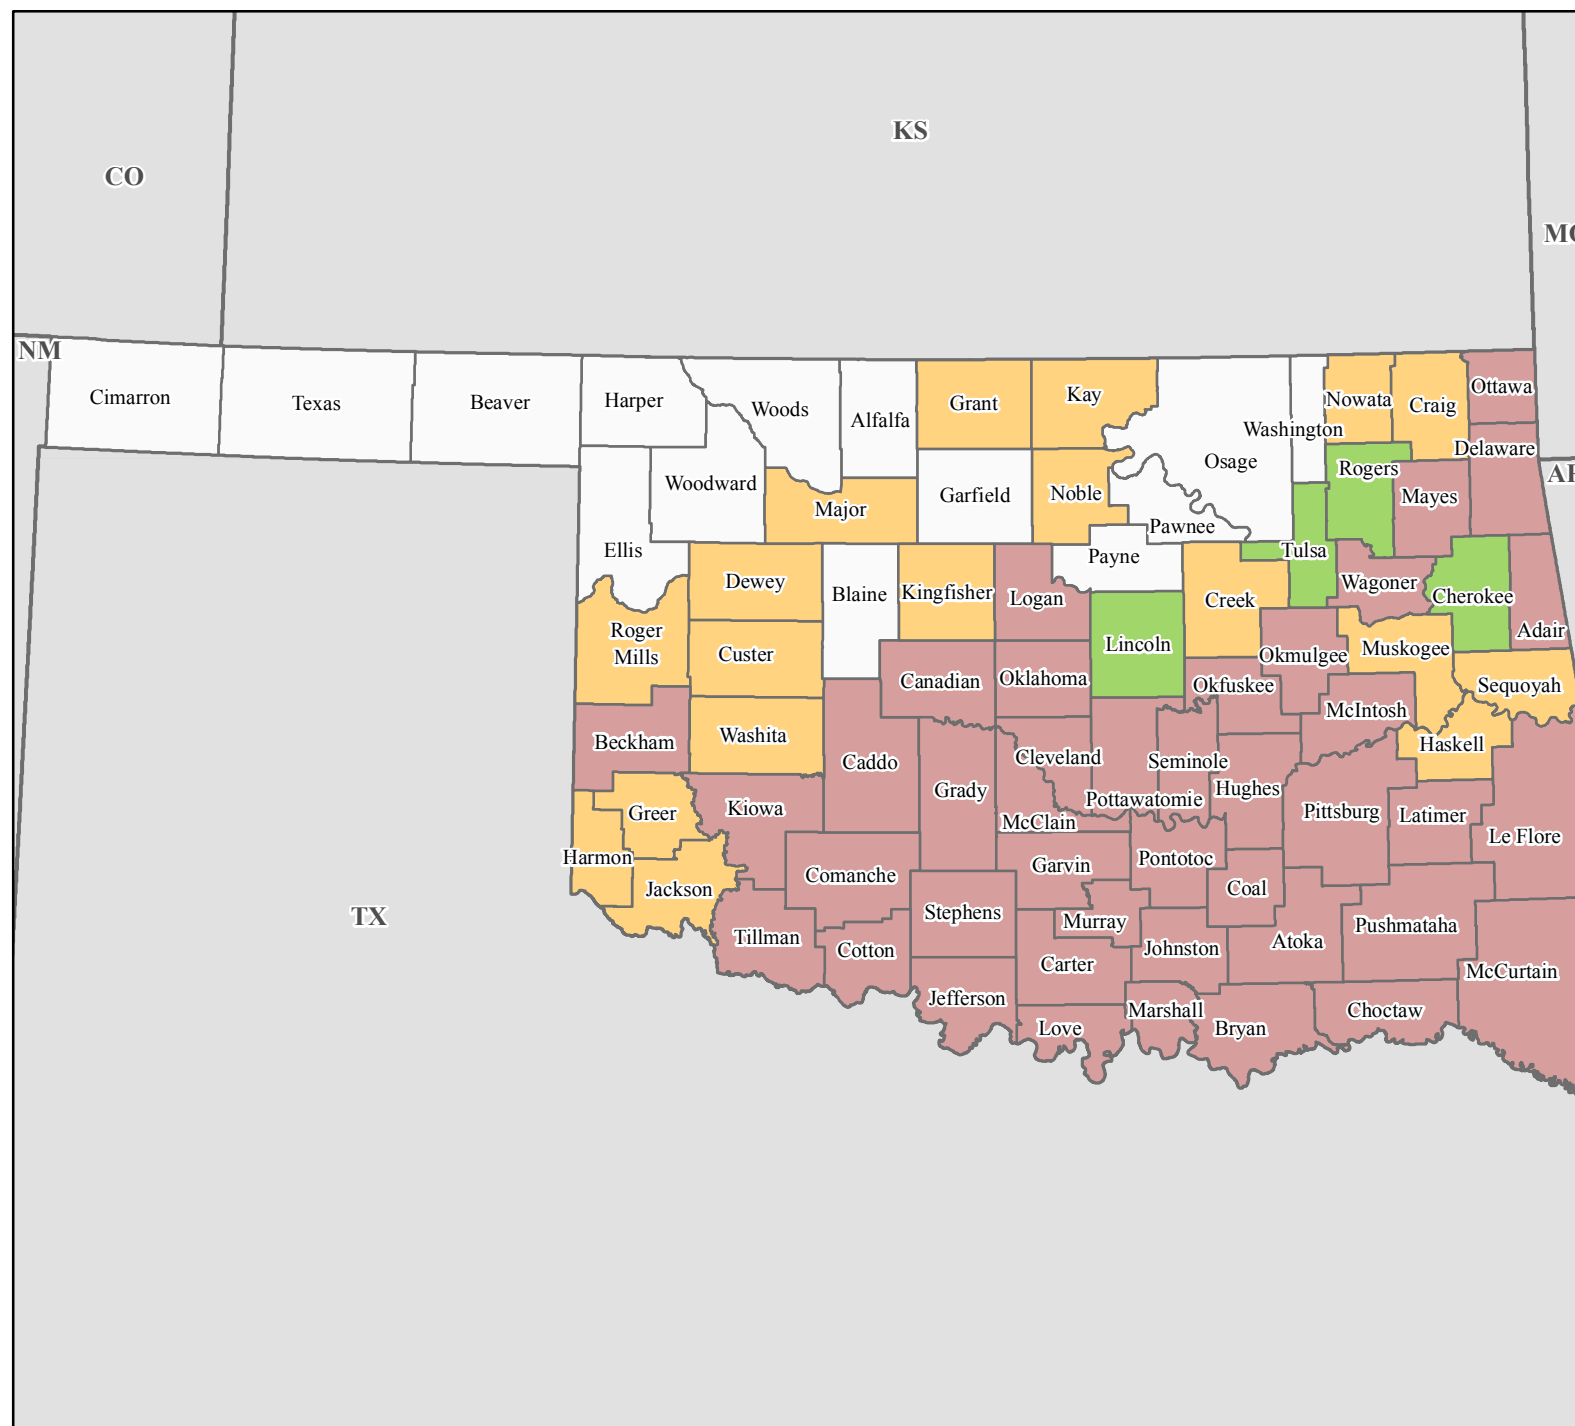 KS
CO
MO
NM
Cimarron
Texas
Beaver
Harper
Woods
Alfalfa
Grant
Kay
Washington
Nowata
Craig
Ottawa
Delaware
Osage
Rogers
Mayes
AR
Woodward
Major
Garfield
Noble
Pawnee
Ellis
Dewey
Blaine
Kingfisher
Logan
Payne
Creek
Tulsa
Wagoner
Cherokee
Adair
Roger
Mills
Custer
Canadian
Oklahoma
Lincoln
Okfuskee
Okmulgee
Muskogee
Sequoyah
McIntosh
Beckham
Washita
Caddo
Grady
Cleveland
Pottawatomie
Seminole
Hughes
Haskell
Greer
Kiowa
McClain
Pittsburg
Latimer
Le Flore
Harmon
Jackson
Comanche
Garvin
Pontotoc
Coal
TX
Tillman
Cotton
Stephens
Murray
Johnston
Atoka
Pushmataha
Carter
McCurtain
Jefferson
Love
Marshall
Bryan
Choctaw